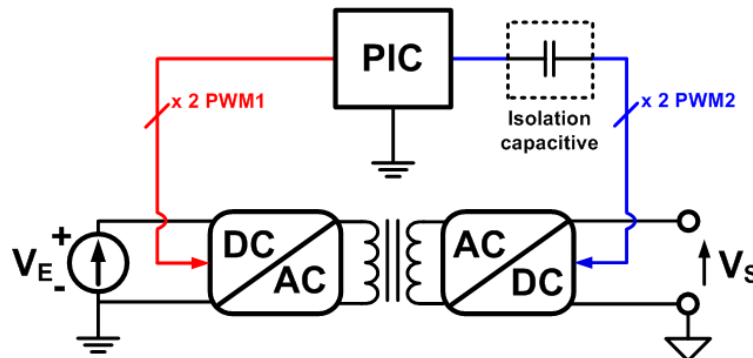 PIC
x 2 PWM1
x 2 PWM2
Isolation
capacitive
+
VE
-
DC
AC
AC
DC
VS